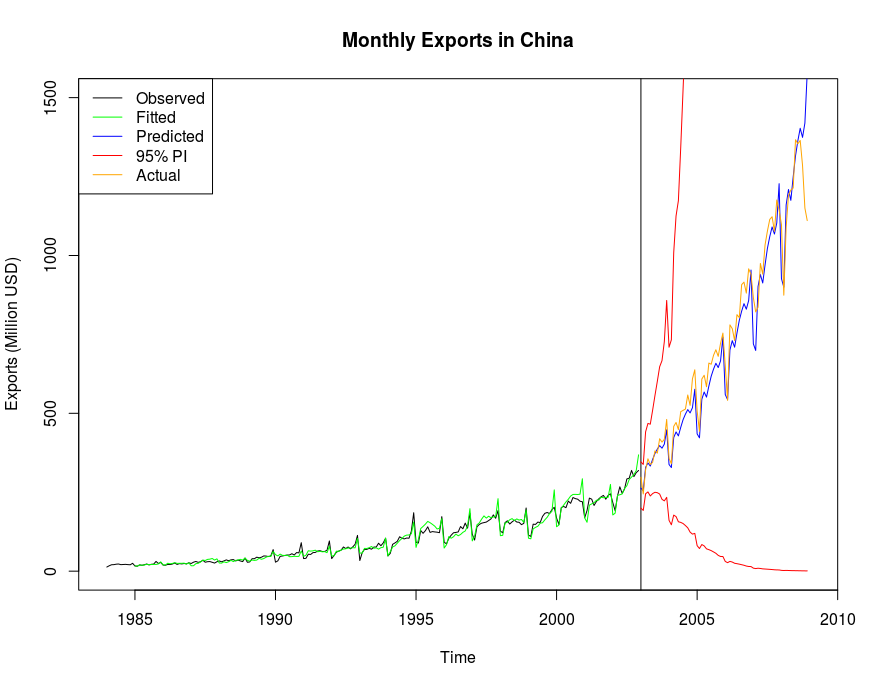 Monthly Exports in China
Observed
Fitted
Predicted
95% PI
Actual
Exports (Million USD)
1500
1000
500
0
1985 1990 1995 2000 2005 2010
Time